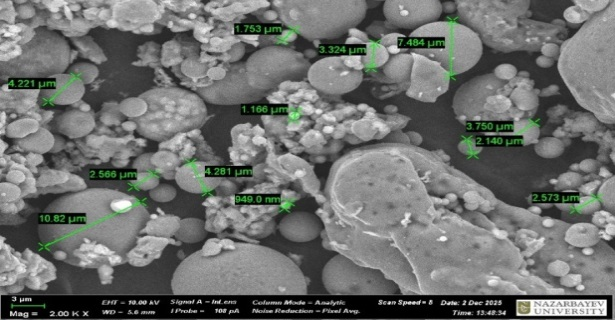 1.753 µm
3.324 µm
7.484 µm
4.221 µm
1.166 µm
3.750 µm
2.140 µm
2.566 µm
4.281 µm
949.0 nm
2.573 µm
10.82 µm
3 µm
Mag = 2.00 K X
EHT = 10.00 kV
WD = 5.6 mm
Signal A = InLens
I Probe = 108 pA
Column Mode = Analytic
Noise Reduction = Pixel Avg.
Scan Speed = 8
Date: 2 Dec 2025
Time: 13:48:34
NAZARBAYEV
UNIVERSITY